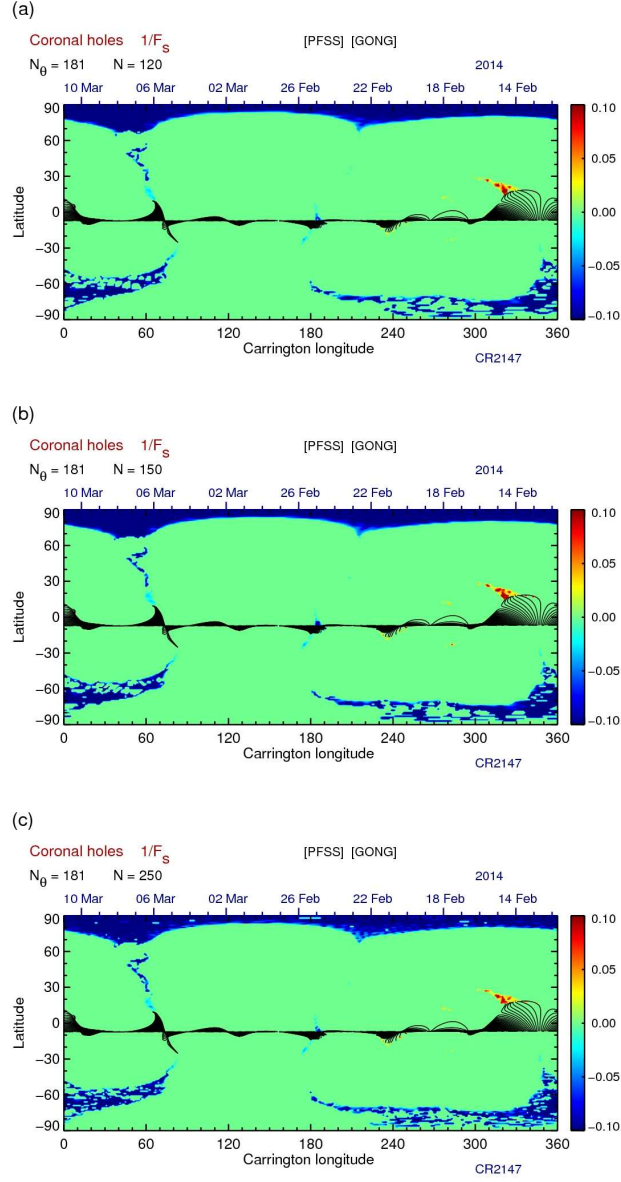 (a)
Coronal holes 1/Fs [PFSS] [GONG]
Nθ = 181 N = 120 2014
10 Mar 06 Mar 02 Mar 26 Feb 22 Feb 18 Feb 14 Feb
90
60
30
0
−30
−60
−90
Latitude
0 60 120 180 240 300 360
Carrington longitude
CR2147
0.10
0.05
0.00
−0.05
−0.10
(b)
Coronal holes 1/Fs [PFSS] [GONG]
Nθ = 181 N = 150 2014
10 Mar 06 Mar 02 Mar 26 Feb 22 Feb 18 Feb 14 Feb
90
60
30
0
−30
−60
−90
Latitude
0 60 120 180 240 300 360
Carrington longitude
CR2147
0.10
0.05
0.00
−0.05
−0.10
(c)
Coronal holes 1/Fs [PFSS] [GONG]
Nθ = 181 N = 250 2014
10 Mar 06 Mar 02 Mar 26 Feb 22 Feb 18 Feb 14 Feb
90
60
30
0
−30
−60
−90
Latitude
0 60 120 180 240 300 360
Carrington longitude
CR2147
0.10
0.05
0.00
−0.05
−0.10